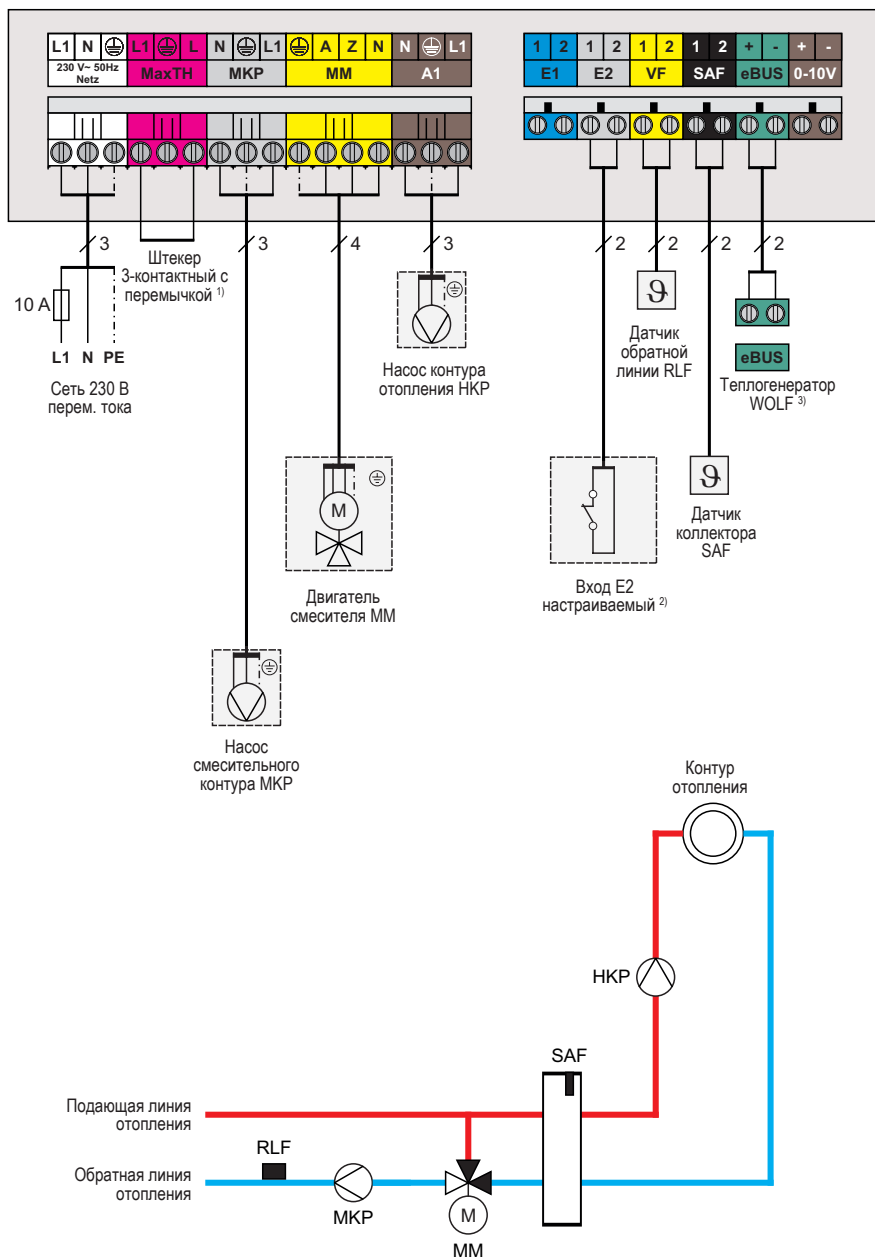 L1 N L1 L N L1 A Z N N L1
230 V~ 50Hz
Netz
MaxTH MKP MM A1
1 2 1 2 1 2 1 2 + - + -
E1 E2 VF SAF eBUS 0-10V
3 3 4 3 2 2 2 2
Штекер
3-контактный с
перемычкой 1)
10 A
L1 N PE
Сеть 230 В
перем. тока
Насос контура
отопления НКР
Датчик
обратной
линии RLF
eBUS
Теплогенератор
WOLF 3)
M
Двигатель
смесителя ММ
Вход Е2
настраиваемый 2)
ϑ
ϑ
Датчик
коллектора
SAF
Насос
смесительного
контура МКР
Контур
отопления
HKP
SAF
Подающая линия
отопления
RLF
Обратная линия
отопления
MKP
M
MM